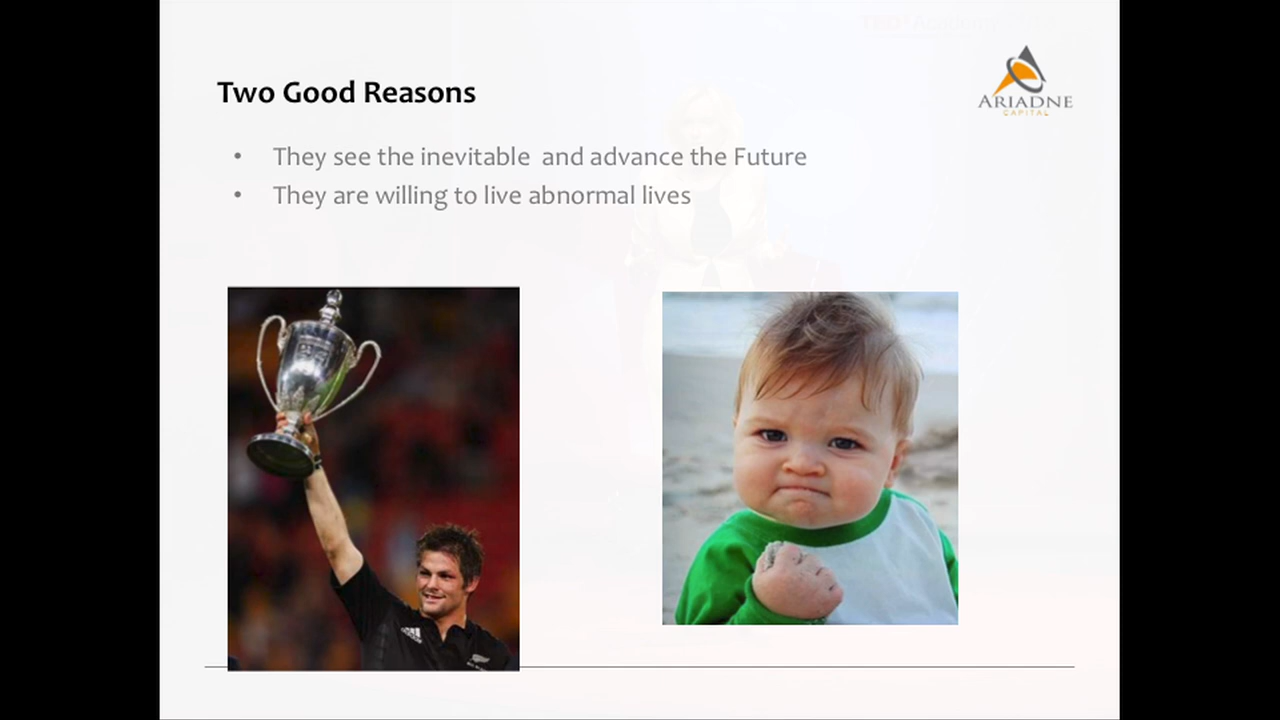 Two Good Reasons
ARIADNE
CAPITAL
• They see the inevitable  and advance the Future
• They are willing to live abnormal lives